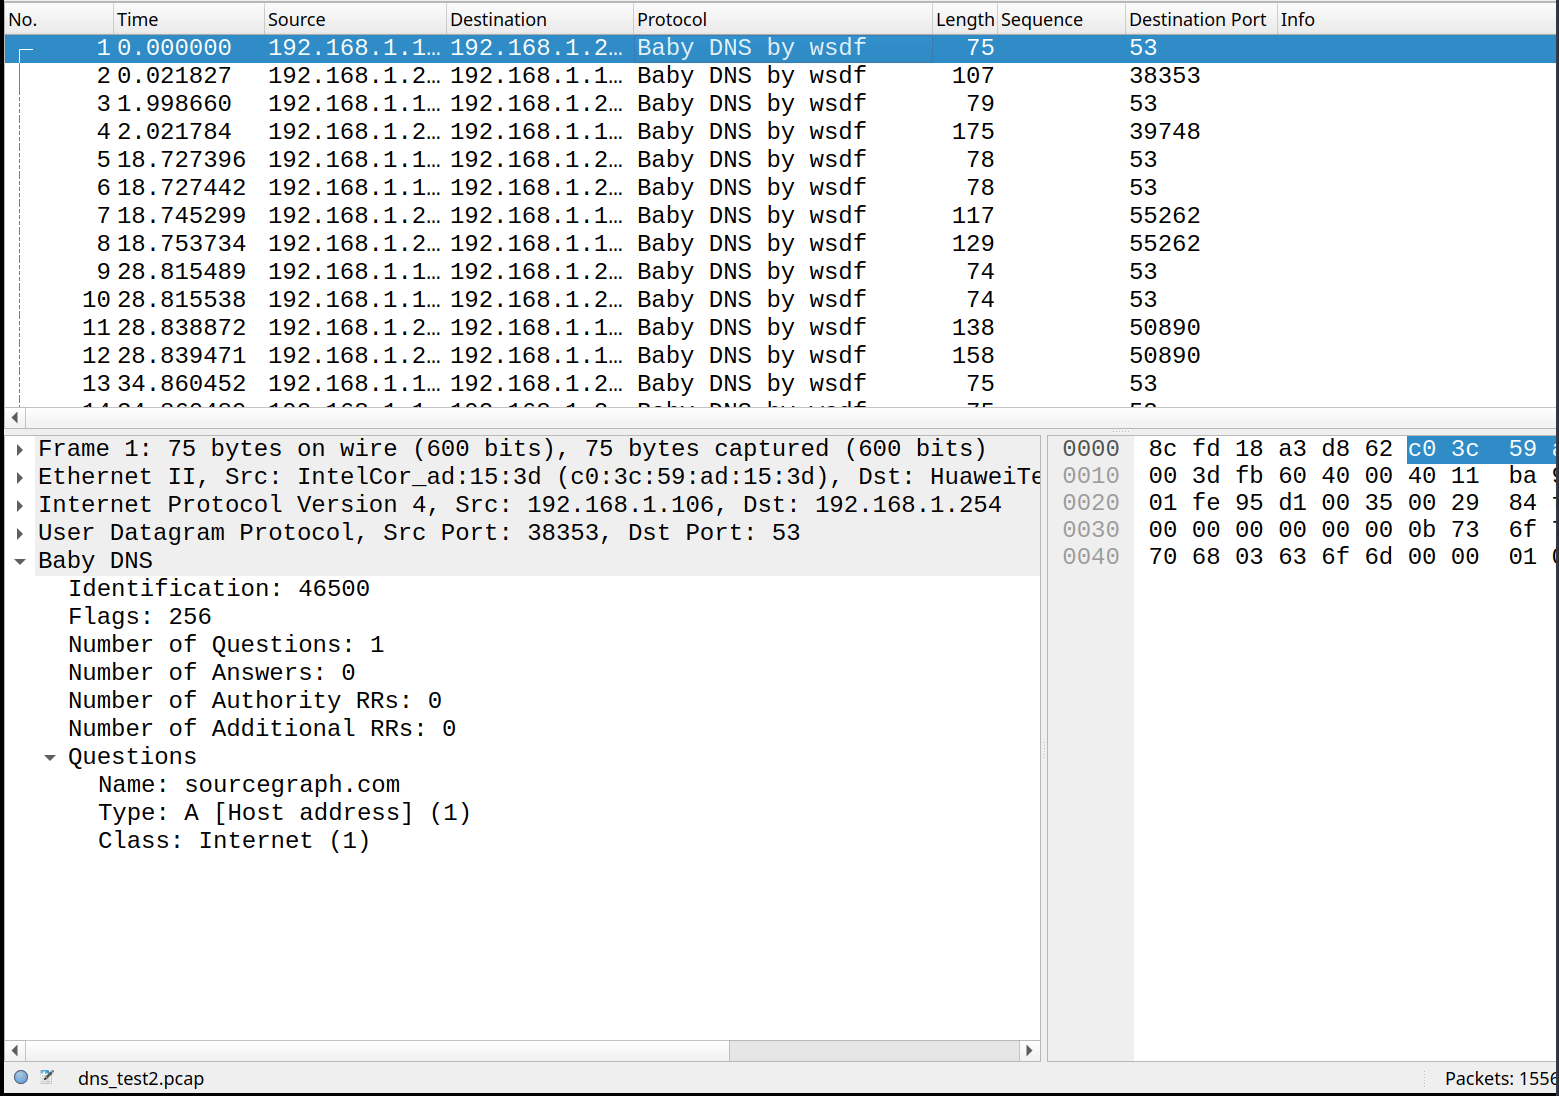 No. Time Source Destination Protocol Length Sequence Destination Port Info
1 0.000000 192.168.1.1… 192.168.1.2… Baby DNS by wsdf 75 53
2 0.021827 192.168.1.2… 192.168.1.1… Baby DNS by wsdf 107 38353
3 1.998660 192.168.1.1… 192.168.1.2… Baby DNS by wsdf 79 53
4 2.021784 192.168.1.2… 192.168.1.1… Baby DNS by wsdf 175 39748
5 18.727396 192.168.1.1… 192.168.1.2… Baby DNS by wsdf 78 53
6 18.727442 192.168.1.1… 192.168.1.2… Baby DNS by wsdf 78 53
7 18.745299 192.168.1.2… 192.168.1.1… Baby DNS by wsdf 117 55262
8 18.753734 192.168.1.2… 192.168.1.1… Baby DNS by wsdf 129 55262
9 28.815489 192.168.1.1… 192.168.1.2… Baby DNS by wsdf 74 53
10 28.815538 192.168.1.1… 192.168.1.2… Baby DNS by wsdf 74 53
11 28.838872 192.168.1.2… 192.168.1.1… Baby DNS by wsdf 138 50890
12 28.839471 192.168.1.2… 192.168.1.1… Baby DNS by wsdf 158 50890
13 34.860452 192.168.1.1… 192.168.1.2… Baby DNS by wsdf 75 53
Frame 1: 75 bytes on wire (600 bits), 75 bytes captured (600 bits)
Ethernet II, Src: IntelCor_ad:15:3d (c0:3c:59:ad:15:3d), Dst: HuaweiTe
Internet Protocol Version 4, Src: 192.168.1.106, Dst: 192.168.1.254
User Datagram Protocol, Src Port: 38353, Dst Port: 53
Baby DNS
Identification: 46500
Flags: 256
Number of Questions: 1
Number of Answers: 0
Number of Authority RRs: 0
Number of Additional RRs: 0
Questions
Name: sourcegraph.com
Type: A [Host address] (1)
Class: Internet (1)
0000 8c fd 18 a3 d8 62 c0 3c 59
0010 00 3d fb 60 40 00 40 11 ba
0020 01 fe 95 d1 00 35 00 29 84
0030 00 00 00 00 00 00 0b 73 6f
0040 70 68 03 63 6f 6d 00 00 01
dns_test2.pcap
Packets: 1556